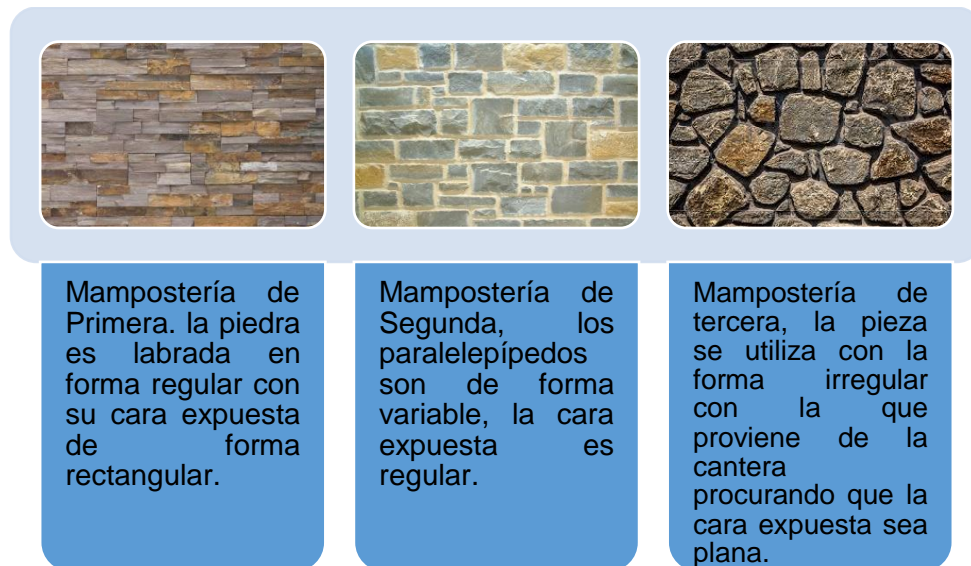 Mampostería de
Primera. la piedra
es labrada en
forma regular con
su cara expuesta
de forma
rectangular.
Mampostería de
Segunda, los
paralelepípedos
son de forma
variable, la cara
expuesta es
regular.
Mampostería de
tercera, la pieza
se utiliza con la
forma irregular
con la que
proviene de la
cantera
procurando que la
cara expuesta sea
plana.